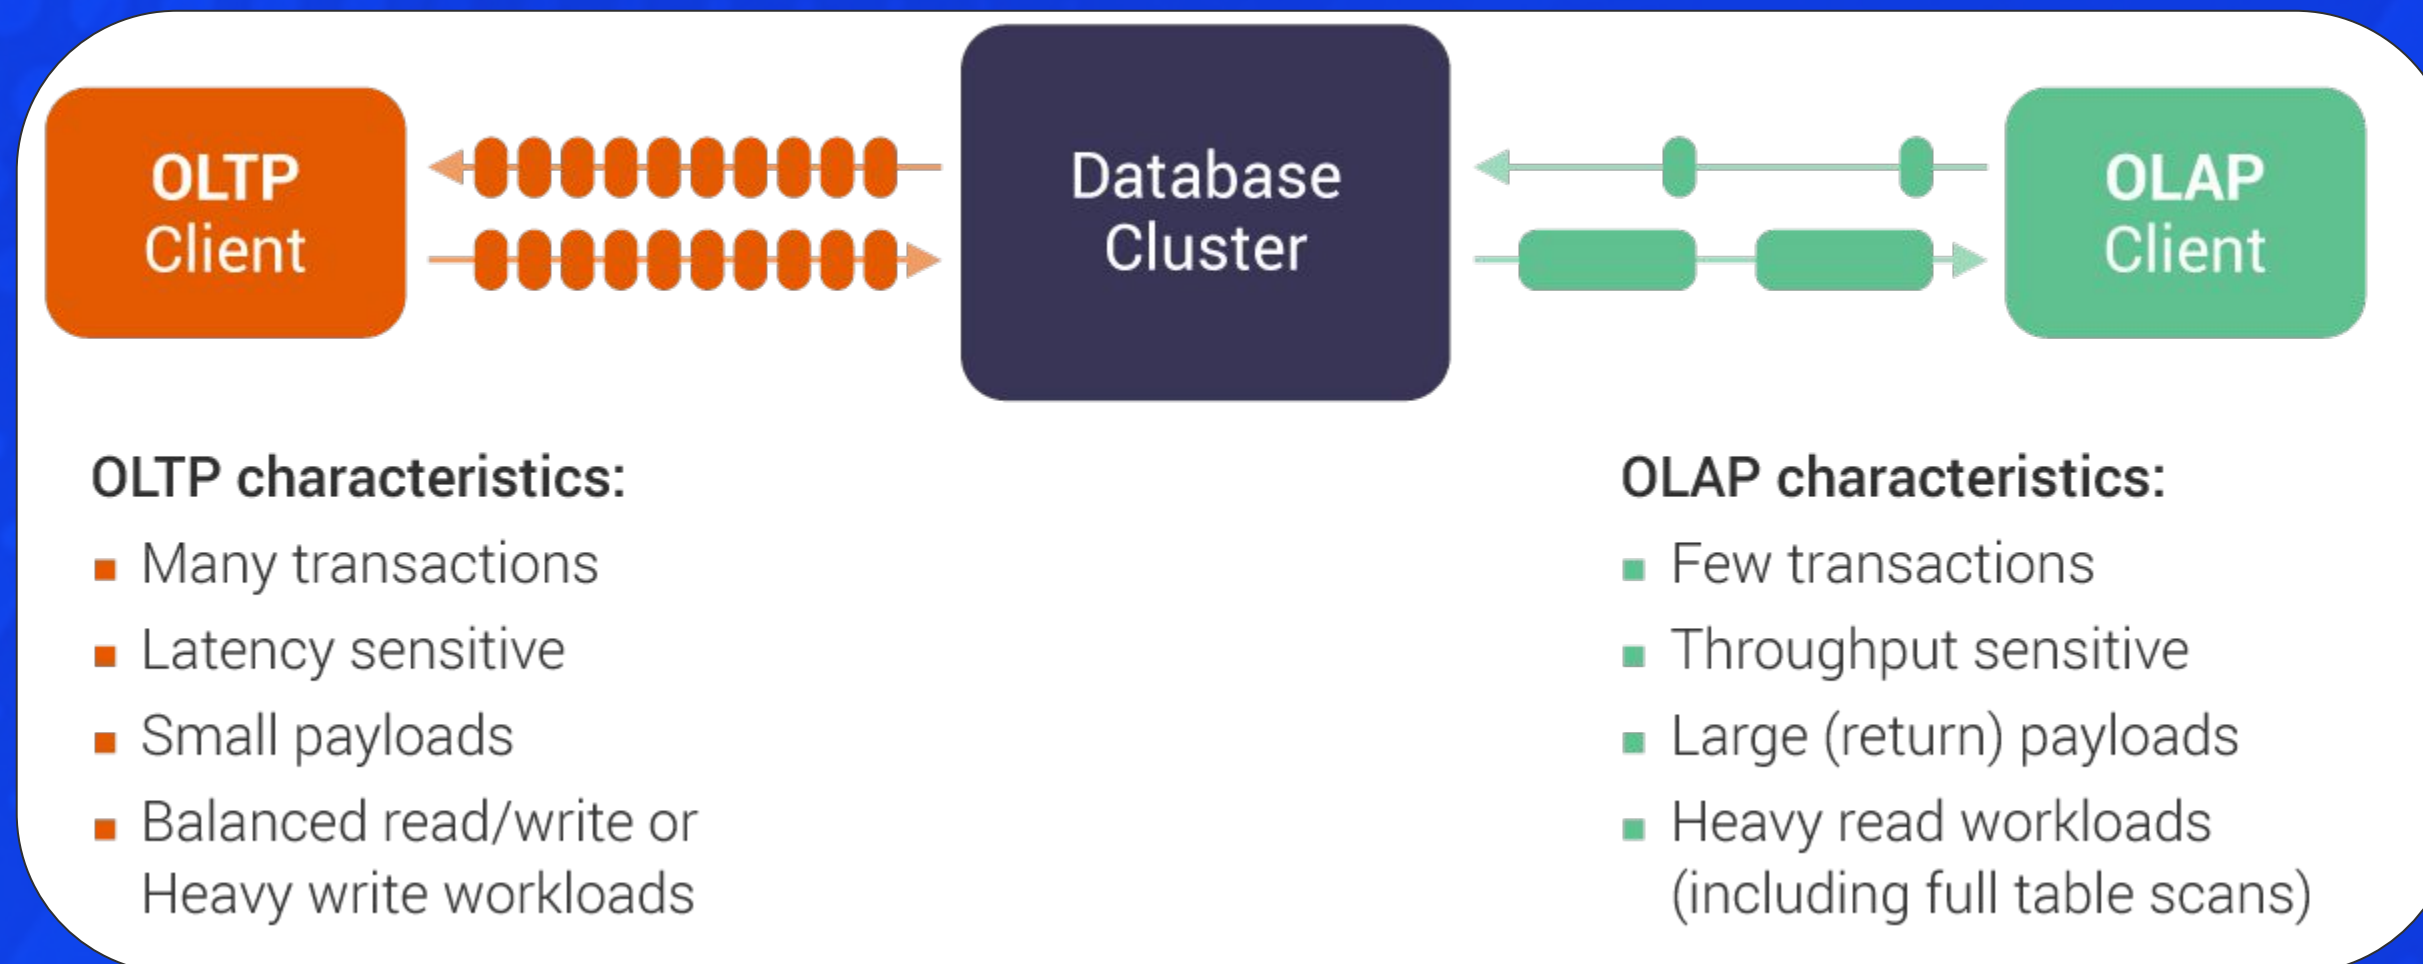 OLTP
Client
Database
Cluster
OLAP
Client
OLTP characteristics:
Many transactions
Latency sensitive
Small payloads
Balanced read/write or
Heavy write workloads
OLAP characteristics:
Few transactions
Throughput sensitive
Large (return) payloads
Heavy read workloads
(including full table scans)